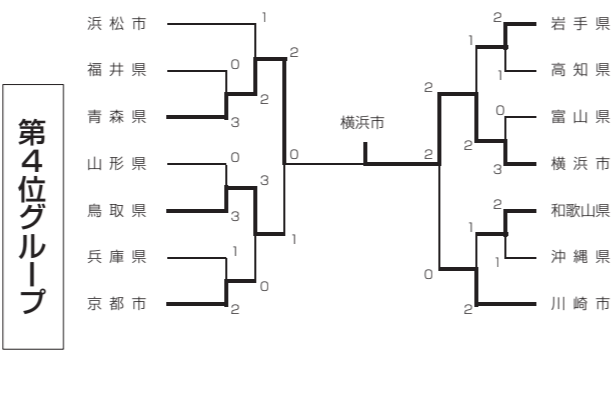 第4位グループ
浜松市
福井県
青森県
山形県
鳥取県
兵庫県
京都市
1
0
3
2
2
0
3
3
1
2
0
1
0
横浜市
2
2
0
1
2
1
2
2
1
0
3
2
1
岩手県
高知県
富山県
横浜市
和歌山県
沖縄県
川崎市